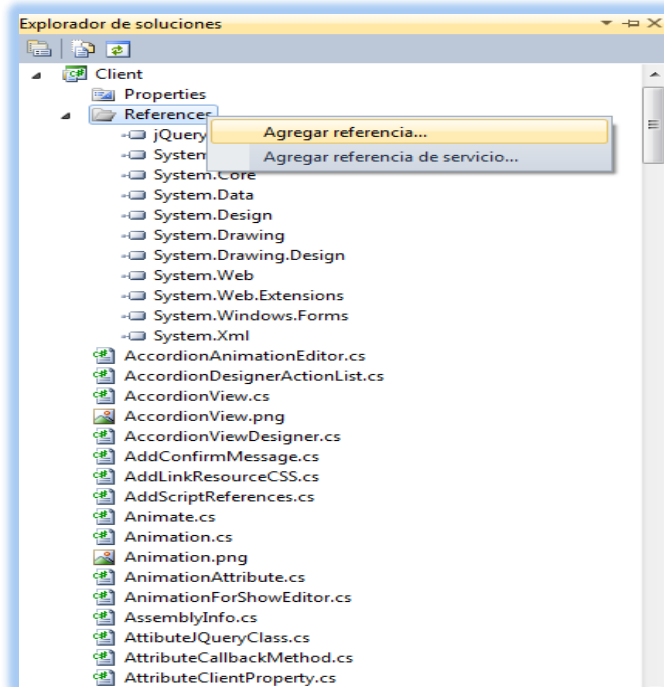 Explorador de soluciones
Client
Properties
References
Agregar referencia...
jQuery
Agregar referencia de servicio...
System
System.Core
System.Data
System.Design
System.Drawing
System.Drawing.Design
System.Web
System.Web.Extensions
System.Windows.Forms
System.Xml
AccordionAnimationEditor.cs
AccordionDesignerActionList.cs
AccordionView.cs
AccordionView.png
AccordionViewDesigner.cs
AddConfirmMessage.cs
AddLinkResourceCSS.cs
AddScriptReferences.cs
Animate.cs
Animation.cs
Animation.png
AnimationAttribute.cs
AnimationForShowEditor.cs
AssemblyInfo.cs
AttibuteJQueryClass.cs
AttributeCallbackMethod.cs
AttributeClientProperty.cs